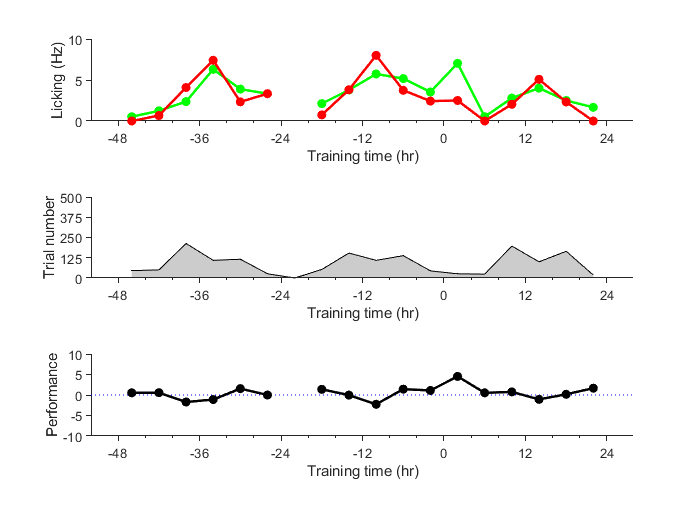 Licking (Hz)
10
5
0
-48 -36 -24 -12 0 12 24
Training time (hr)
Trial number
500
375
250
125
0
-48 -36 -24 -12 0 12 24
Training time (hr)
Performance
10
5
0
-5
-10
-48 -36 -24 -12 0 12 24
Training time (hr)